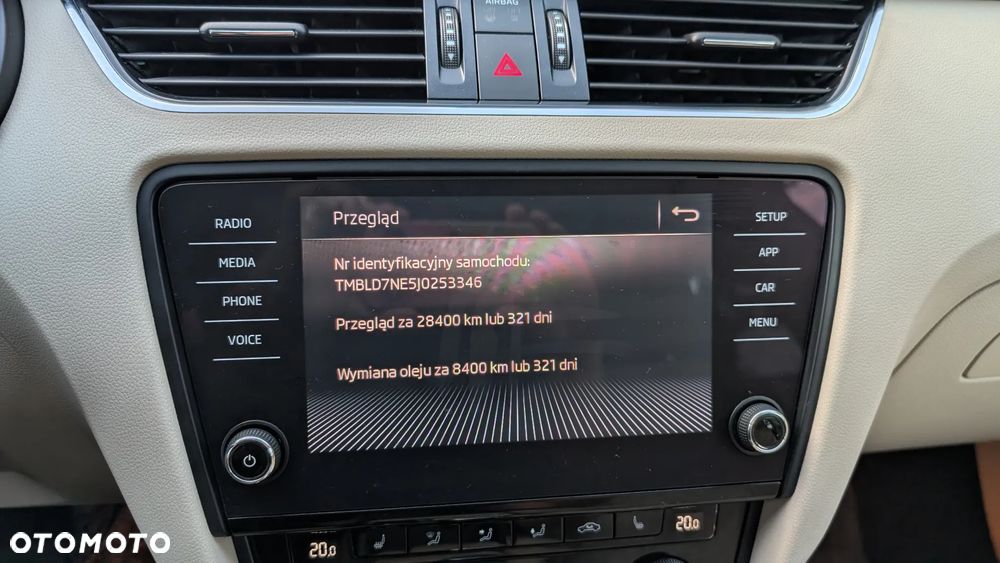 AIRBAG
RADIO
MEDIA
PHONE
VOICE
Przegląd
Nr identyfikacyjny samochodu:
TMBLD7NE5J0253346
Przegląd za 28400 km lub 321 dni
Wymiana oleju za 8400 km lub 321 dni
SETUP
APP
CAR
MENU
20.0
20.0
OTOMOTO